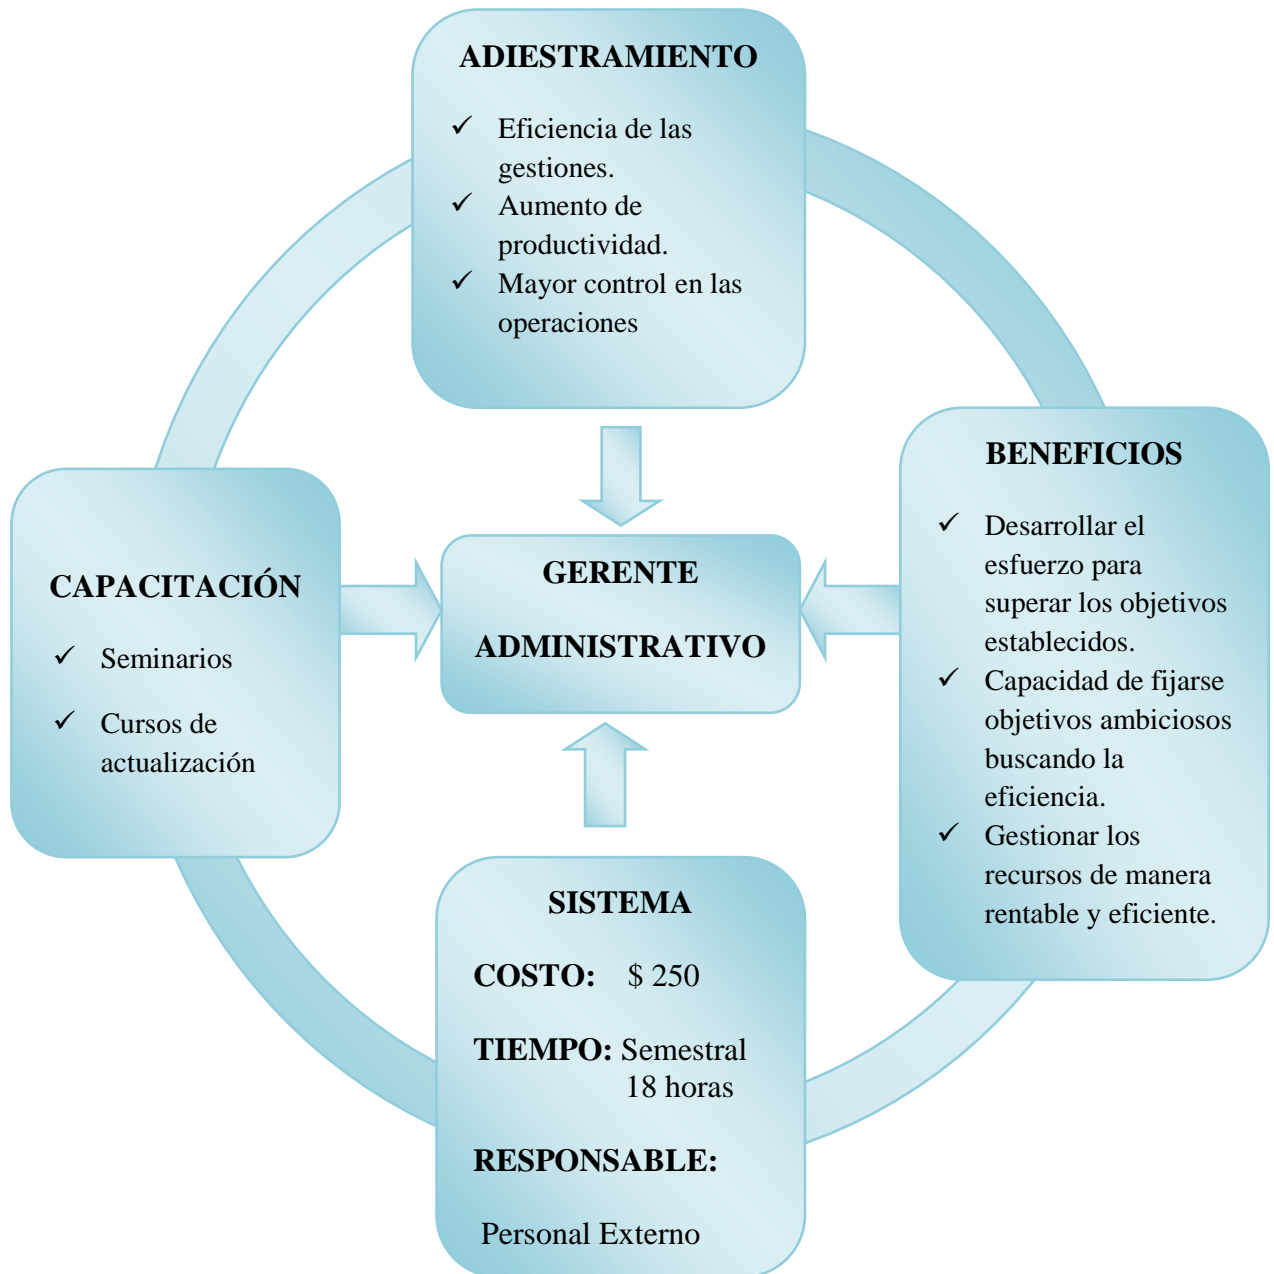 ADIESTRAMIENTO
✓ Eficiencia de las
gestiones.
✓ Aumento de
productividad.
✓ Mayor control en las
operaciones
CAPACITACIÓN
✓ Seminarios
✓ Cursos de
actualización
GERENTE
ADMINISTRATIVO
BENEFICIOS
✓ Desarrollar el
esfuerzo para
superar los objetivos
establecidos.
✓ Capacidad de fijarse
objetivos ambiciosos
buscando la
eficiencia.
✓ Gestionar los
recursos de manera
rentable y eficiente.
SISTEMA
COSTO: $ 250
TIEMPO: Semestral
18 horas
RESPONSABLE:
Personal Externo